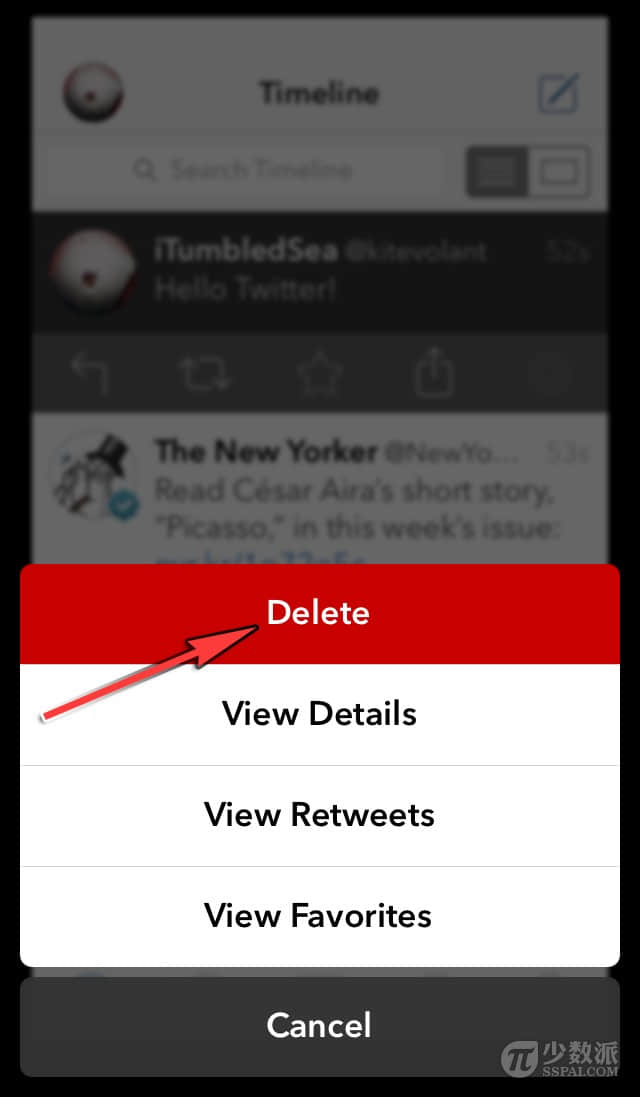 Timeline
Search Timeline
iTumbledSea @kitevolant 52s
Hello Twitter!
The New Yorker @NewYo... 53s
Read César Aira's short story,
"Picasso," in this week's issue:
Delete
View Details
View Retweets
View Favorites
Cancel
少数派
SSPAI.COM